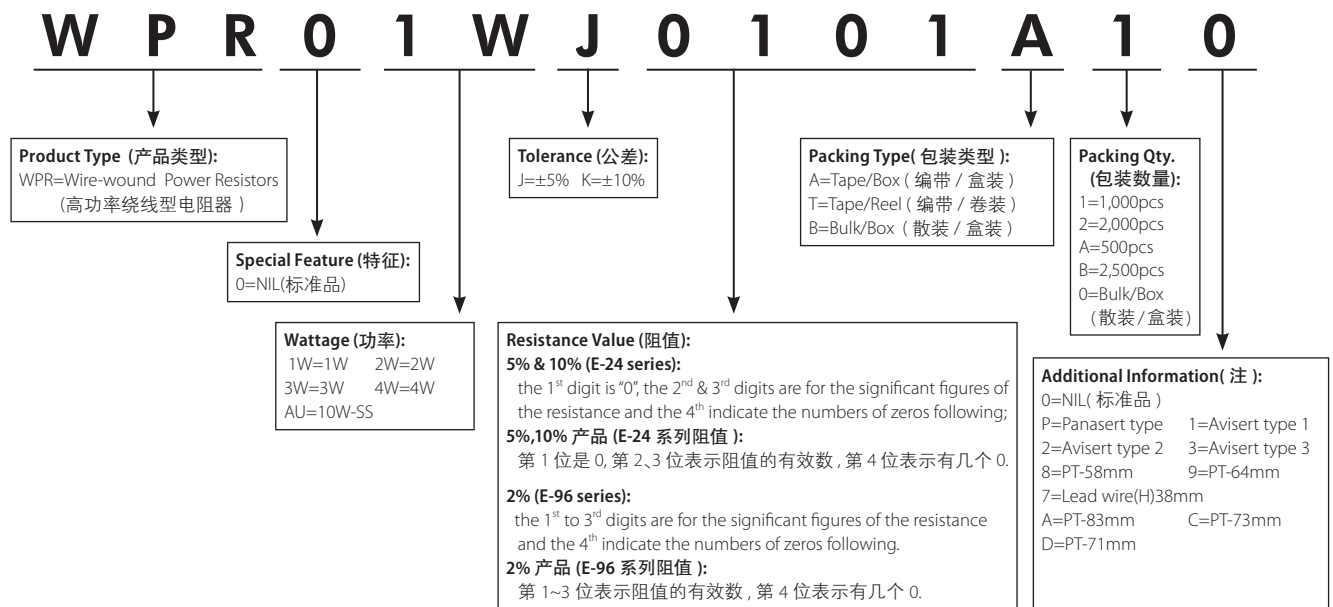 W P R 0 1 W J 0 1 0 1 A 1 0
Product Type (产品类型):
WPR=Wire-wound Power Resistors
(高功率绕线型电阻器 )
Special Feature (特征):
0=NIL(标准品)
Wattage (功率):
1W=1W 2W=2W
3W=3W 4W=4W
AU=10W-SS
Tolerance (公差):
J=±5% K=±10%
Resistance Value (阻值):
5% & 10% (E-24 series):
the 1st digit is “0”, the 2nd & 3rd digits are for the significant figures of
the resistance and the 4th indicate the numbers of zeros following;
5%,10% 产品 (E-24 系列阻值 ):
第 1 位是 0, 第 2、3 位表示阻值的有效数 , 第 4 位表示有几个 0.
2% (E-96 series):
the 1st to 3rd digits are for the significant figures of the resistance
and the 4th indicate the numbers of zeros following.
2% 产品 (E-96 系列阻值 ):
第 1~3 位表示阻值的有效数 , 第 4 位表示有几个 0.
Packing Type( 包装类型 ):
A=Tape/Box ( 编带 / 盒装 )
T=Tape/Reel ( 编带 / 卷装 )
B=Bulk/Box ( 散装 / 盒装 )
Packing Qty.
(包装数量):
1=1,000pcs
2=2,000pcs
A=500pcs
B=2,500pcs
0=Bulk/Box
(散装/盒装)
Additional Information( 注 ):
0=NIL( 标准品 )
P=Panasert type 1=Avisert type 1
2=Avisert type 2 3=Avisert type 3
8=PT-58mm 9=PT-64mm
7=Lead wire(H)38mm
A=PT-83mm C=PT-73mm
D=PT-71mm